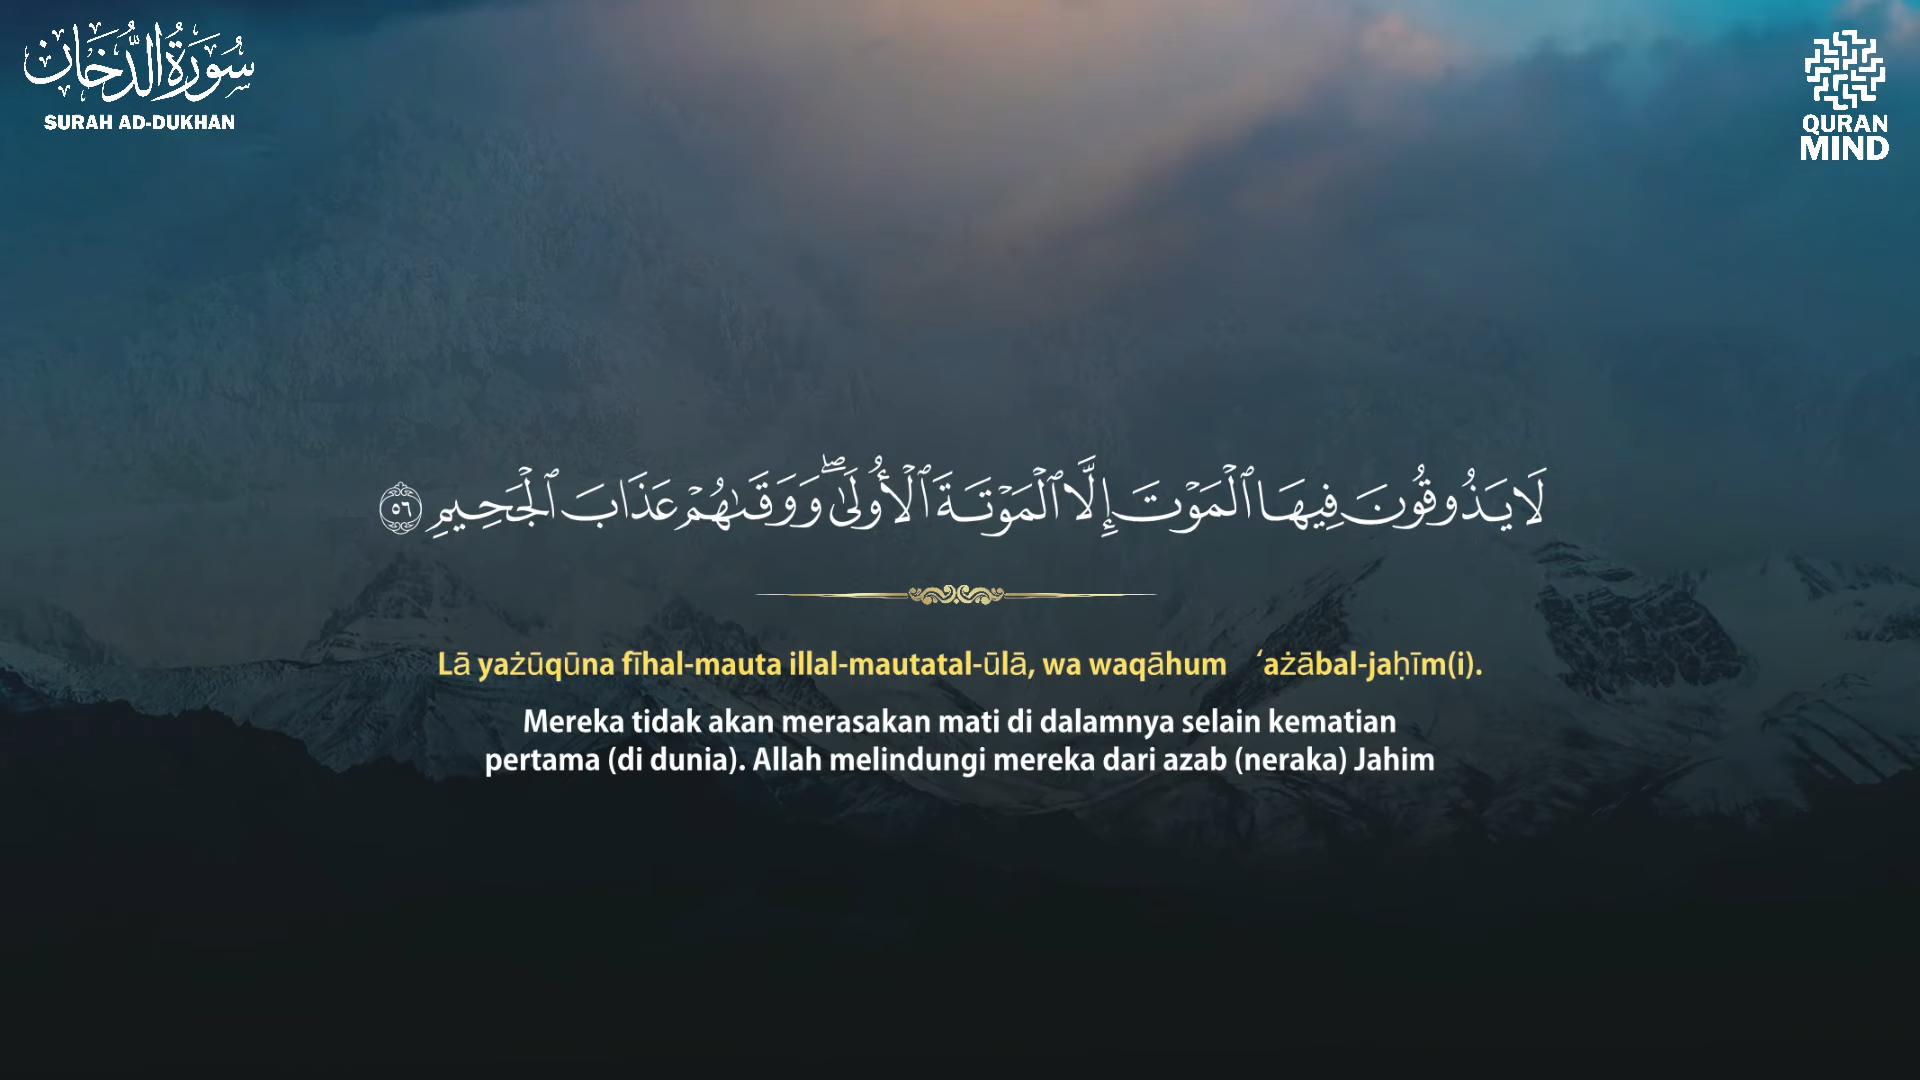 سُورَةُ الدُّخَان
SURAH AD-DUKHAN
QURAN
MIND
لَا يَذُوقُونَ فِيهَا ٱلْمَوْتَ إِلَّا ٱلْمَوْتَةَ ٱلْأُولَىٰ ۖ وَوَقَىٰهُمْ عَذَابَ ٱلْجَحِيمِ ٥٦
Lā yażūqūna fīhal-mauta illal-mautatal-ūlā, wa waqāhum ‘ażābal-jaḥīm(i).
Mereka tidak akan merasakan mati di dalamnya selain kematian
pertama (di dunia). Allah melindungi mereka dari azab (neraka) Jahim